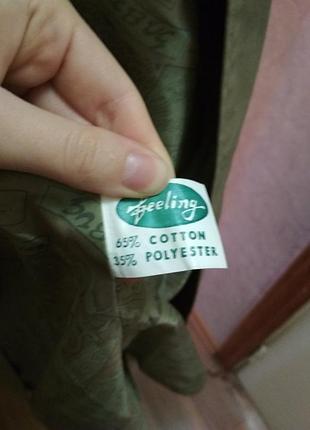 Feeling
65% COTTON
35% POLYESTER